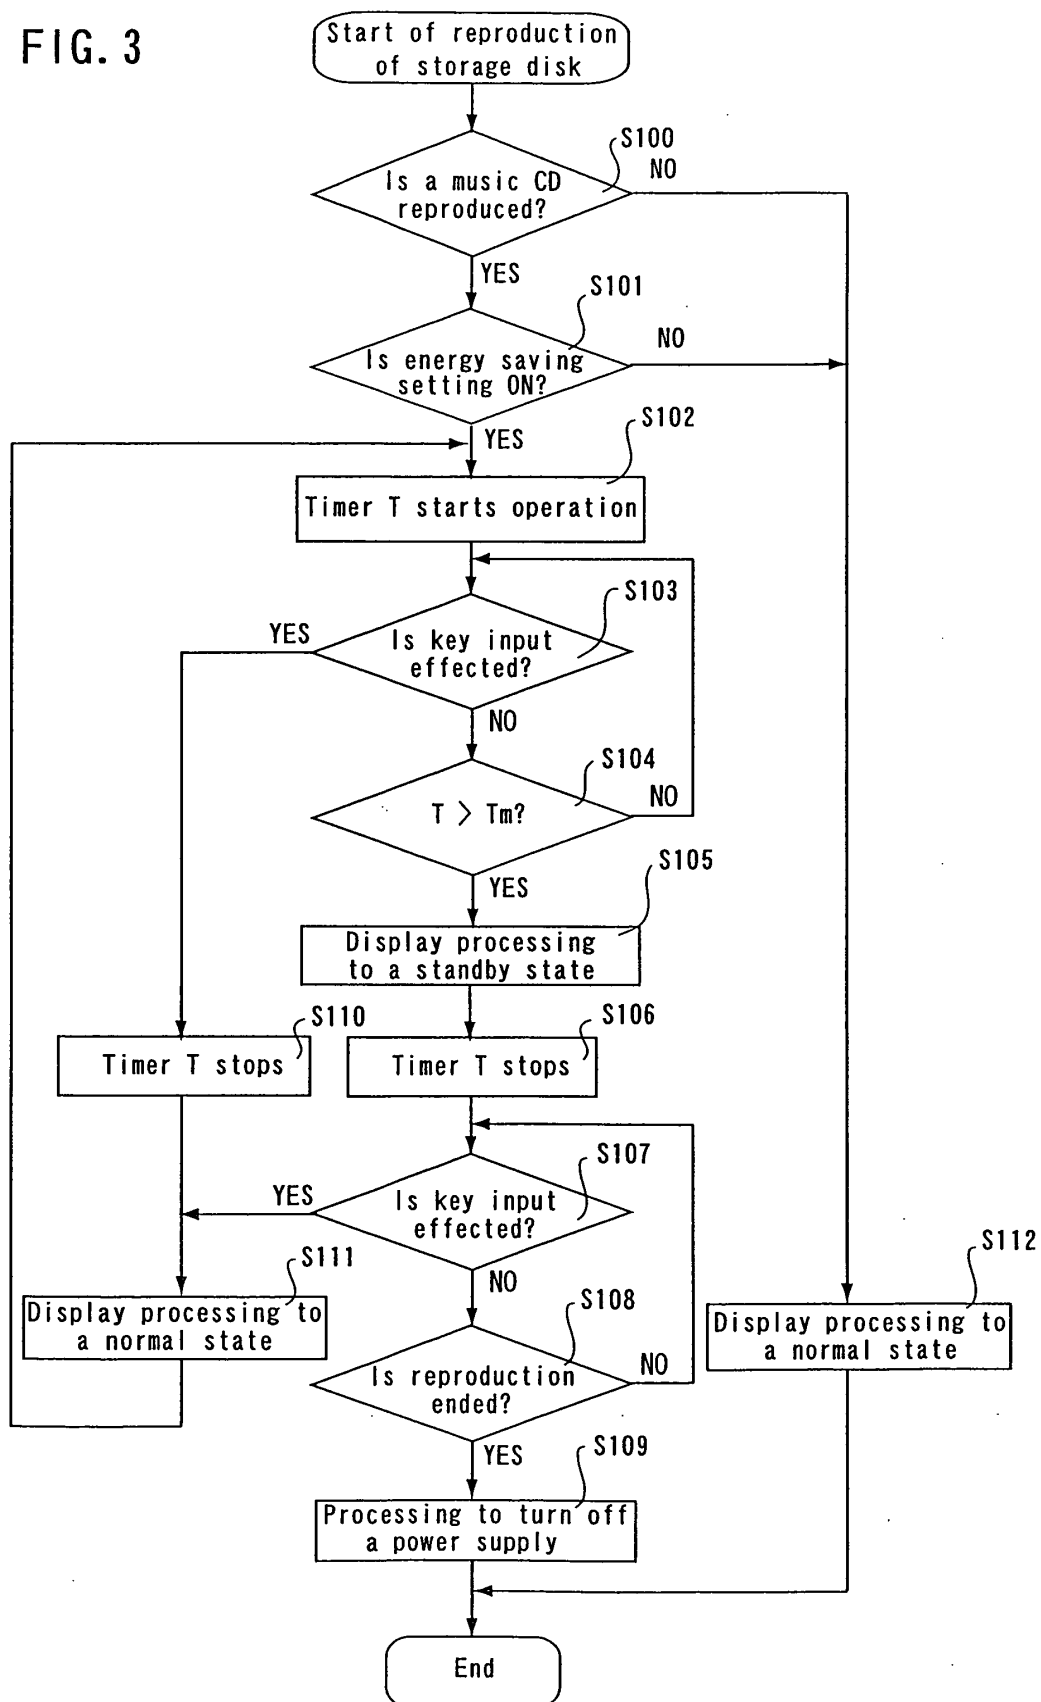 FIG. 3
Start of reproduction
of storage disk
S100
Is a music CD
reproduced?
NO
YES
S101
Is energy saving
setting ON?
NO
YES
S102
Timer T starts operation
S103
Is key input
effected?
YES
NO
S104
T > Tm?
NO
YES
S105
Display processing
to a standby state
S110
Timer T stops
S106
Timer T stops
S107
Is key input
effected?
YES
NO
S111
Display processing to
a normal state
S108
Is reproduction
ended?
NO
YES
S112
Display processing to
a normal state
S109
Processing to turn off
a power supply
End